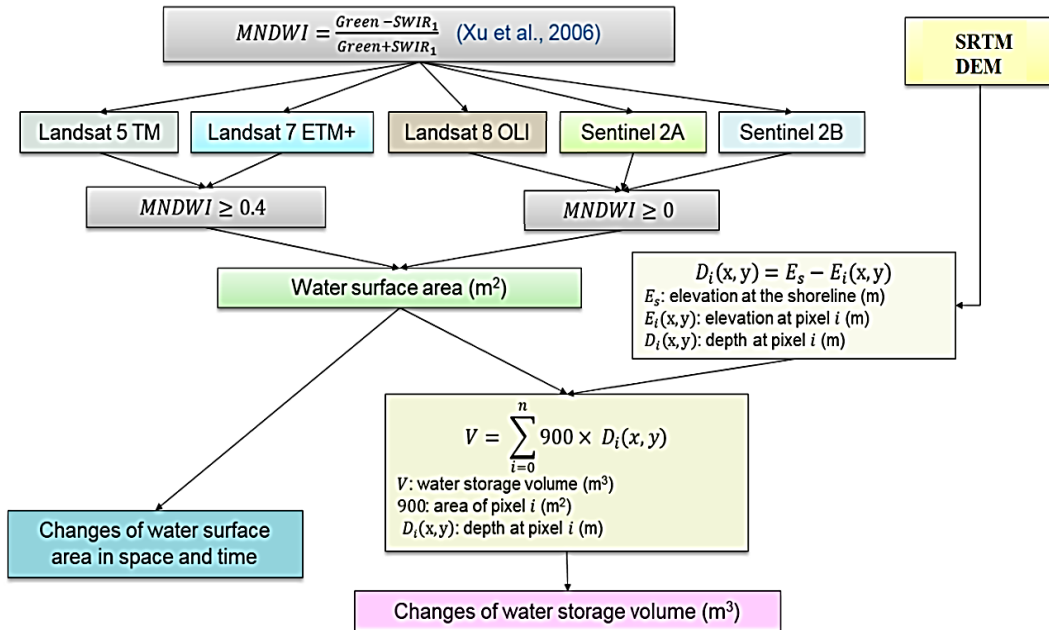 MNDWI = Green −SWIR₁ / Green+SWIR₁ (Xu et al., 2006)
SRTM
DEM
Landsat 5 TM
Landsat 7 ETM+
Landsat 8 OLI
Sentinel 2A
Sentinel 2B
MNDWI ≥ 0.4
MNDWI ≥ 0
Water surface area (m²)
Dᵢ(x, y) = Eₛ − Eᵢ(x, y)
Eₛ: elevation at the shoreline (m)
Eᵢ(x,y): elevation at pixel i (m)
Dᵢ(x,y): depth at pixel i (m)
V = ∑ᵢ₌₀ⁿ 900 × Dᵢ(x, y)
V: water storage volume (m³)
900: area of pixel i (m²)
Dᵢ(x,y): depth at pixel i (m)
Changes of water surface
area in space and time
Changes of water storage volume (m³)